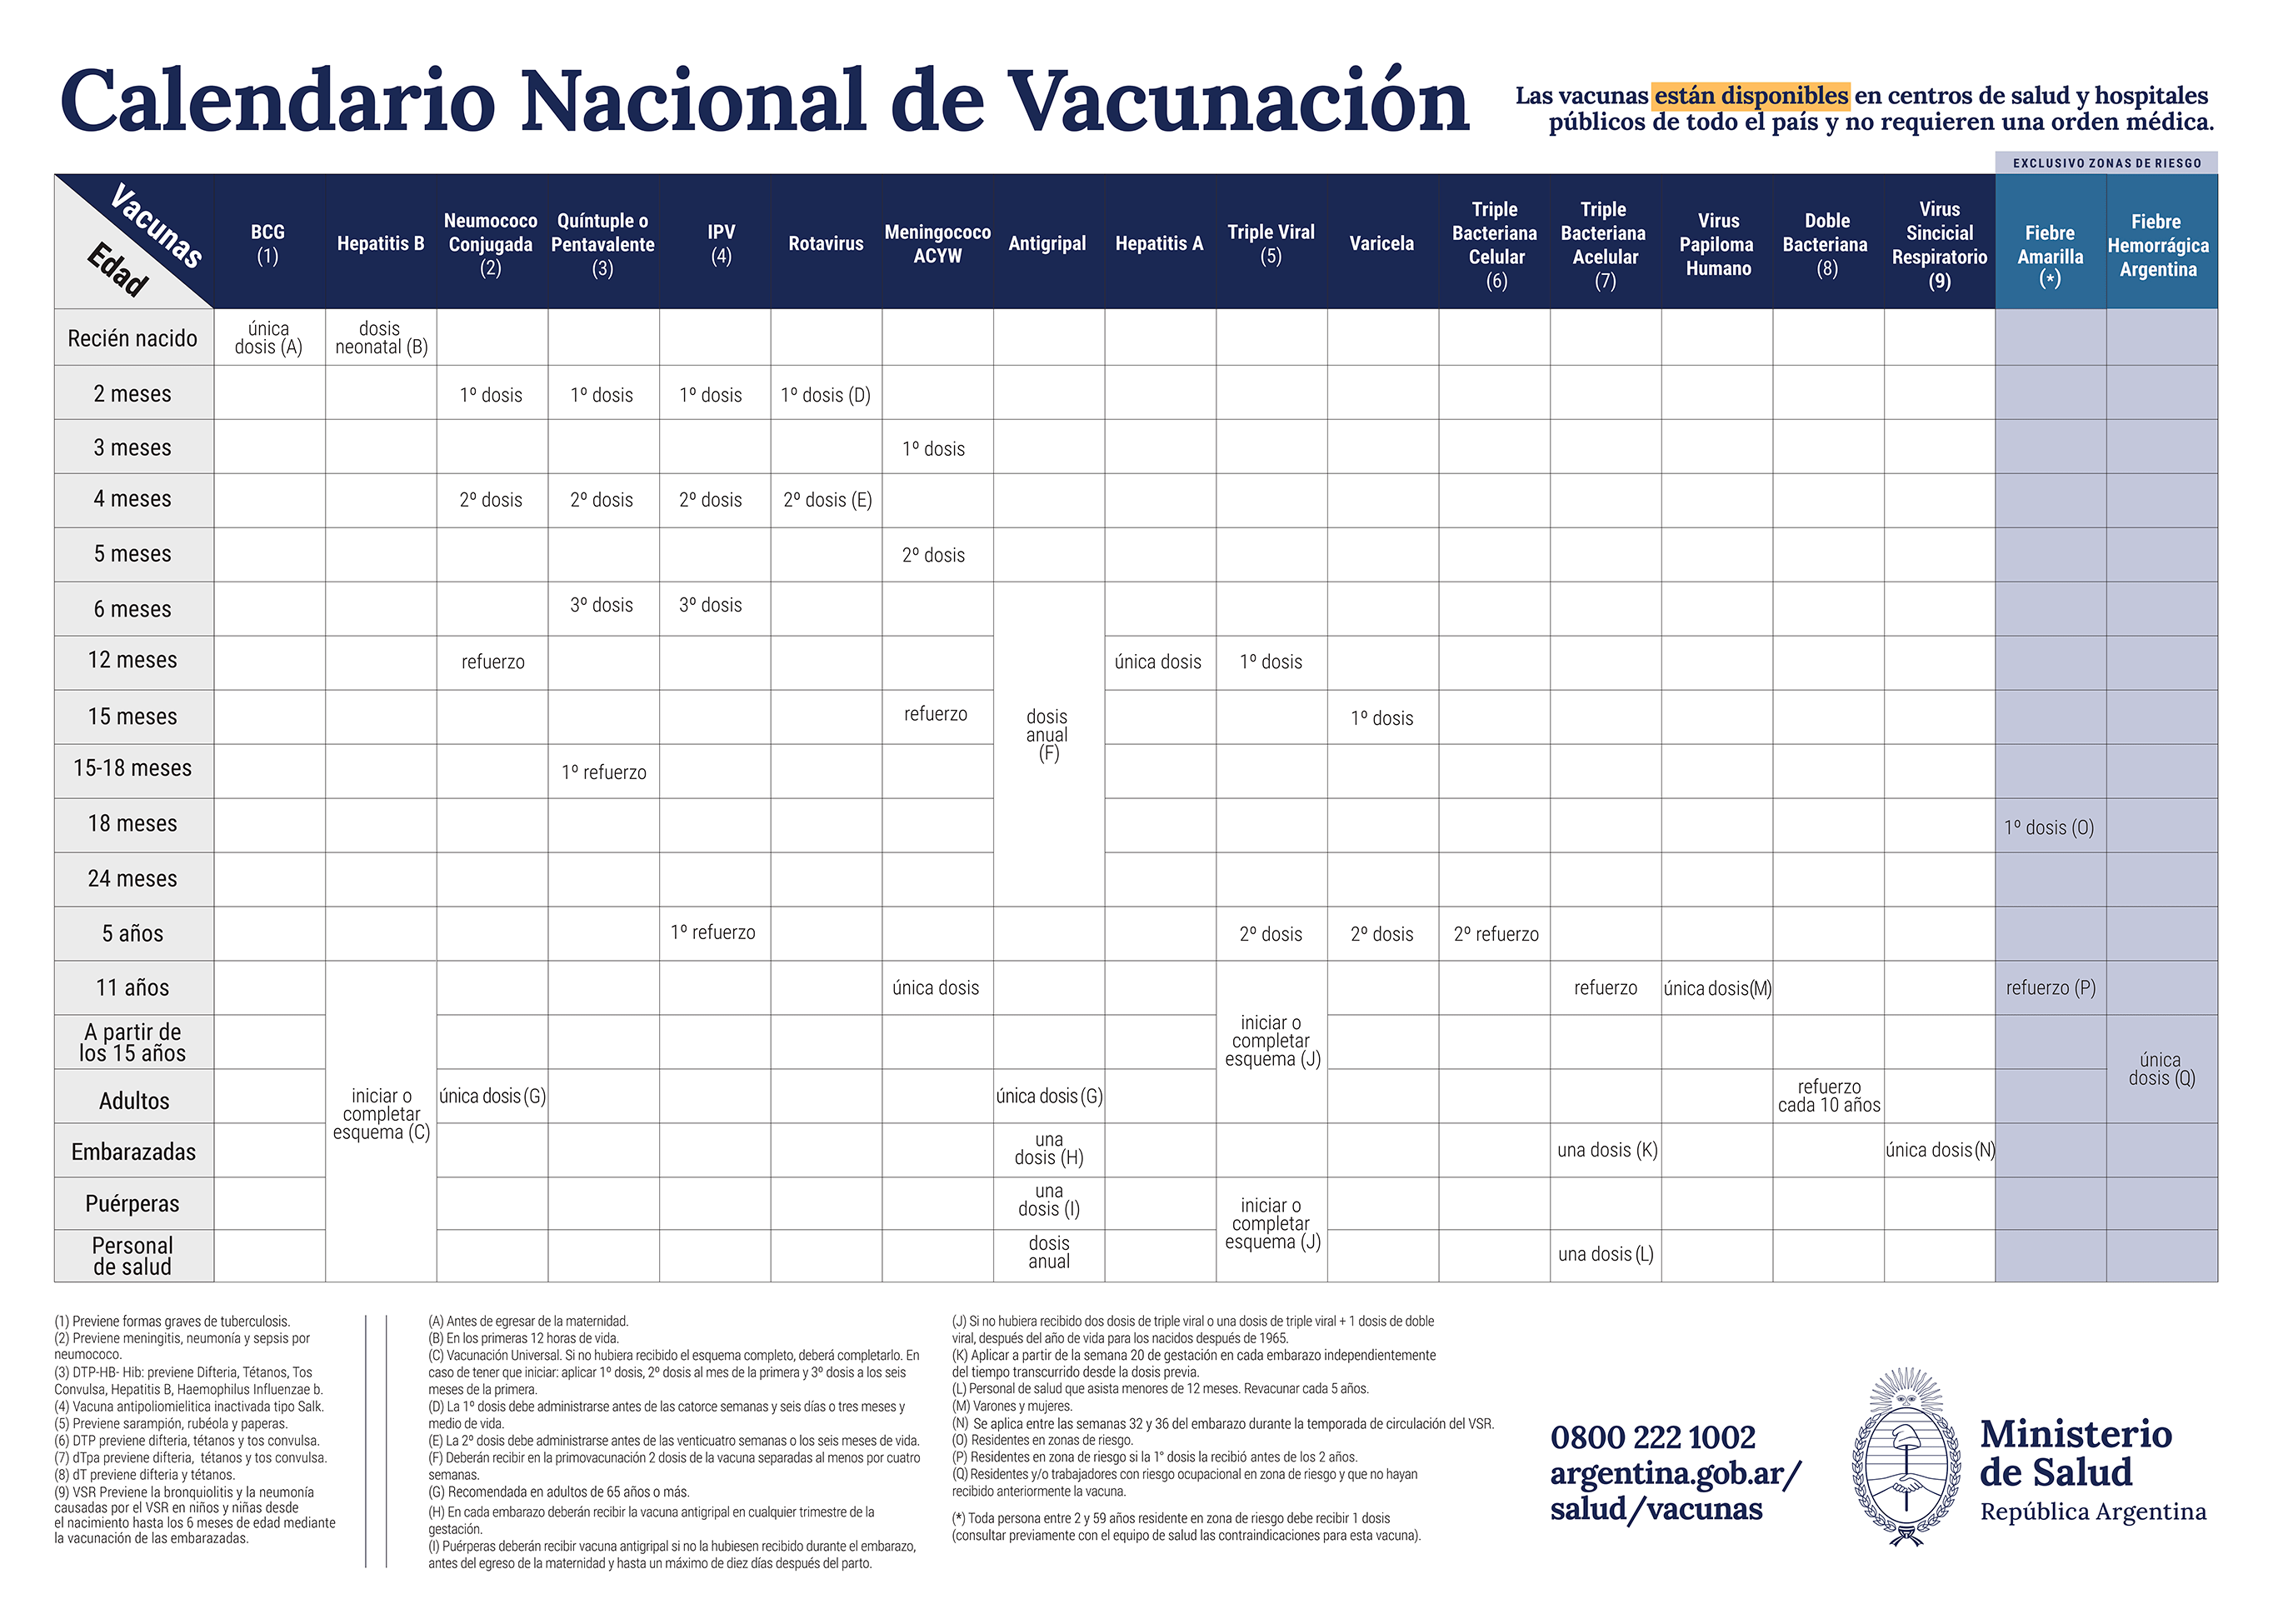 Calendario Nacional de Vacunación
Las vacunas están disponibles en centros de salud y hospitales
públicos de todo el país y no requieren una orden médica.
EXCLUSIVO ZONAS DE RIESGO
Vacunas
Edad
BCG
(1)
Hepatitis B
Neumococo
Conjugada
(2)
Quíntuple o
Pentavalente
(3)
IPV
(4)
Rotavirus
Meningococo
ACYW
Antigripal
Hepatitis A
Triple Viral
(5)
Varicela
Triple
Bacteriana
Celular
(6)
Triple
Bacteriana
Acelular
(7)
Virus
Papiloma
Humano
Doble
Bacteriana
(8)
Virus
Sincicial
Respiratorio
(9)
Fiebre
Amarilla
(*)
Fiebre
Hemorrágica
Argentina
Recién nacido
única
dosis (A)
dosis
neonatal (B)
2 meses
1º dosis
1º dosis
1º dosis
1º dosis (D)
3 meses
1º dosis
4 meses
2º dosis
2º dosis
2º dosis
2º dosis (E)
5 meses
2º dosis
6 meses
3º dosis
3º dosis
12 meses
refuerzo
única dosis
1º dosis
15 meses
refuerzo
dosis
anual
(F)
1º dosis
15-18 meses
1º refuerzo
18 meses
1º dosis (O)
24 meses
5 años
1º refuerzo
2º dosis
2º dosis
2º refuerzo
11 años
única dosis
refuerzo
única dosis(M)
refuerzo (P)
A partir de
los 15 años
iniciar o
completar
esquema (J)
única
dosis (Q)
Adultos
iniciar o
completar
esquema (C)
única dosis (G)
única dosis (G)
refuerzo
cada 10 años
Embarazadas
una
dosis (H)
una dosis (K)
única dosis (N)
Puérperas
una
dosis (I)
iniciar o
completar
esquema (J)
Personal
de salud
dosis
anual
una dosis (L)
(1) Previene formas graves de tuberculosis.
(2) Previene meningitis, neumonía y sepsis por
neumococo.
(3) DTP-HB- Hib: previene Difteria, Tétanos, Tos
Convulsa, Hepatitis B, Haemophilus Influenzae b.
(4) Vacuna antipoliomielitica inactivada tipo Salk.
(5) Previene sarampión, rubéola y paperas.
(6) DTP previene difteria, tétanos y tos convulsa.
(7) dTpa previene difteria, tétanos y tos convulsa.
(8) dT previene difteria y tétanos.
(9) VSR Previene la bronquiolitis y la neumonía
causadas por el VSR en niños y niñas desde
el nacimiento hasta los 6 meses de edad mediante
la vacunación de las embarazadas.
(A) Antes de egresar de la maternidad.
(B) En los primeras 12 horas de vida.
(C) Vacunación Universal. Si no hubiera recibido el esquema completo, deberá completarlo. En
caso de tener que iniciar: aplicar 1º dosis, 2º dosis al mes de la primera y 3º dosis a los seis
meses de la primera.
(D) La 1º dosis debe administrarse antes de las catorce semanas y seis días o tres meses y
medio de vida.
(E) La 2º dosis debe administrarse antes de las venticuatro semanas o los seis meses de vida.
(F) Deberán recibir en la primovacunación 2 dosis de la vacuna separadas al menos por cuatro
semanas.
(G) Recomendada en adultos de 65 años o más.
(H) En cada embarazo deberán recibir la vacuna antigripal en cualquier trimestre de la
gestación.
(I) Puérperas deberán recibir vacuna antigripal si no la hubiesen recibido durante el embarazo,
antes del egreso de la maternidad y hasta un máximo de diez días después del parto.
(J) Si no hubiera recibido dos dosis de triple viral o una dosis de triple viral + 1 dosis de doble
viral, después del año de vida para los nacidos después de 1965.
(K) Aplicar a partir de la semana 20 de gestación en cada embarazo independientemente
del tiempo transcurrido desde la dosis previa.
(L) Personal de salud que asista menores de 12 meses. Revacunar cada 5 años.
(M) Varones y mujeres.
(N) Se aplica entre las semanas 32 y 36 del embarazo durante la temporada de circulación del VSR.
(O) Residentes en zonas de riesgo.
(P) Residentes en zona de riesgo si la 1° dosis la recibió antes de los 2 años.
(Q) Residentes y/o trabajadores con riesgo ocupacional en zona de riesgo y que no hayan
recibido anteriormente la vacuna.
(*) Toda persona entre 2 y 59 años residente en zona de riesgo debe recibir 1 dosis
(consultar previamente con el equipo de salud las contraindicaciones para esta vacuna).
0800 222 1002
argentina.gob.ar/
salud/vacunas
Ministerio
de Salud
República Argentina